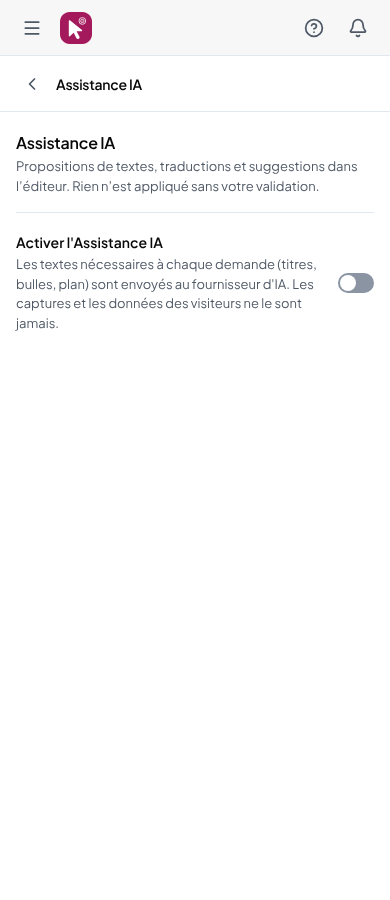 Assistance IA
Assistance IA
Propositions de textes, traductions et suggestions dans
l'éditeur. Rien n'est appliqué sans votre validation.
Activer l'Assistance IA
Les textes nécessaires à chaque demande (titres,
bulles, plan) sont envoyés au fournisseur d'IA. Les
captures et les données des visiteurs ne le sont
jamais.